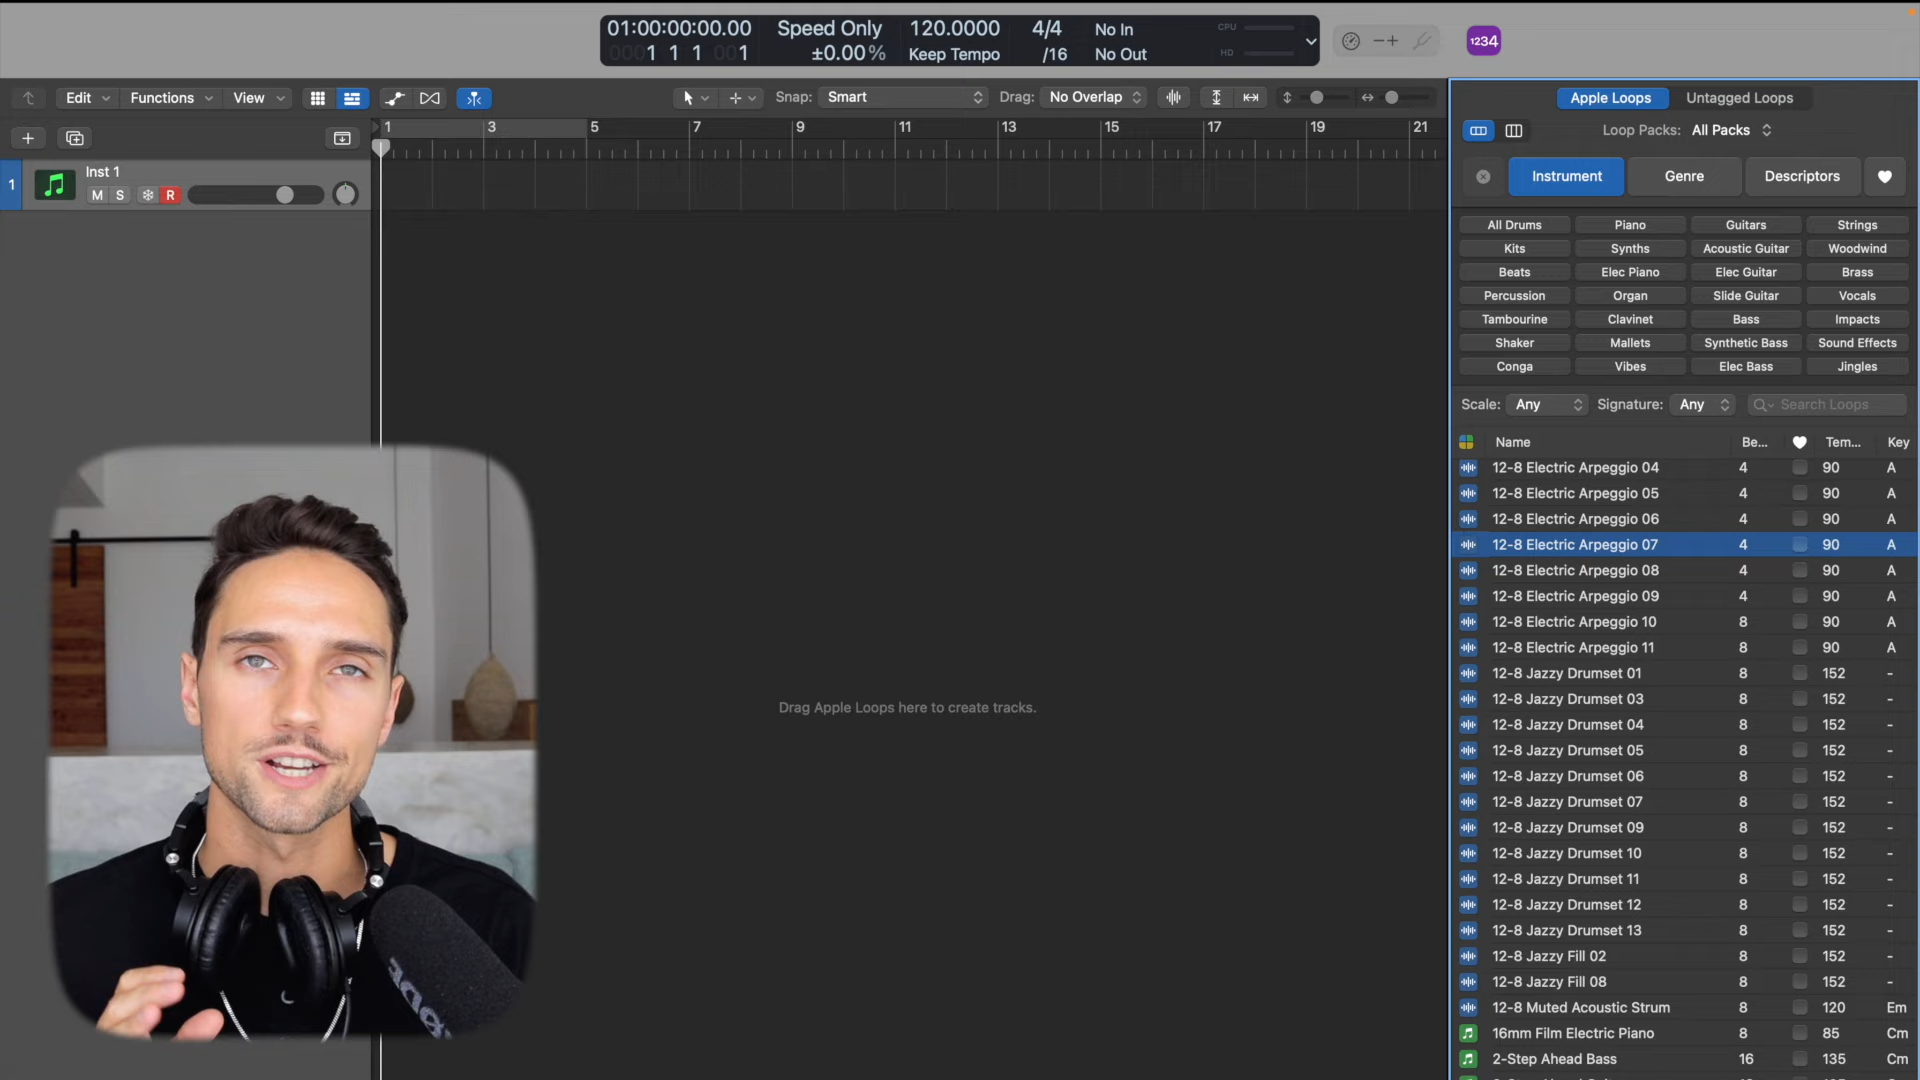 01:00:00:00.00 Speed Only 120.0000 4/4 No In CPU
0001 1 1 001 ±0.00% Keep Tempo /16 No Out HD
1234
Edit Functions View Snap: Smart Drag: No Overlap
1 3 5 7 9 11 13 15 17 19 21
1 Inst 1
M S R
Drag Apple Loops here to create tracks.
Apple Loops Untagged Loops
Loop Packs: All Packs
Instrument Genre Descriptors
All Drums Piano Guitars Strings
Kits Synths Acoustic Guitar Woodwind
Beats Elec Piano Elec Guitar Brass
Percussion Organ Slide Guitar Vocals
Tambourine Clavinet Bass Impacts
Shaker Mallets Synthetic Bass Sound Effects
Conga Vibes Elec Bass Jingles
Scale: Any Signature: Any Search Loops
Name Be... Tem... Key
12-8 Electric Arpeggio 04 4 90 A
12-8 Electric Arpeggio 05 4 90 A
12-8 Electric Arpeggio 06 4 90 A
12-8 Electric Arpeggio 07 4 90 A
12-8 Electric Arpeggio 08 4 90 A
12-8 Electric Arpeggio 09 4 90 A
12-8 Electric Arpeggio 10 8 90 A
12-8 Electric Arpeggio 11 8 90 A
12-8 Jazzy Drumset 01 8 152 -
12-8 Jazzy Drumset 03 8 152 -
12-8 Jazzy Drumset 04 8 152 -
12-8 Jazzy Drumset 05 8 152 -
12-8 Jazzy Drumset 06 8 152 -
12-8 Jazzy Drumset 07 8 152 -
12-8 Jazzy Drumset 09 8 152 -
12-8 Jazzy Drumset 10 8 152 -
12-8 Jazzy Drumset 11 8 152 -
12-8 Jazzy Drumset 12 8 152 -
12-8 Jazzy Drumset 13 8 152 -
12-8 Jazzy Fill 02 8 152 -
12-8 Jazzy Fill 08 8 152 -
12-8 Muted Acoustic Strum 8 120 Em
16mm Film Electric Piano 8 85 Cm
2-Step Ahead Bass 16 135 Cm